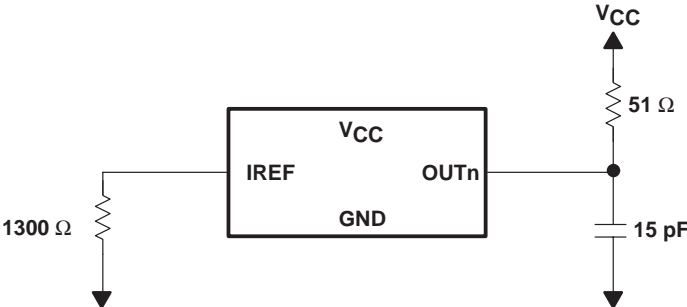 VCC
51 Ω
VCC
IREF
OUTn
1300 Ω
GND
15 pF